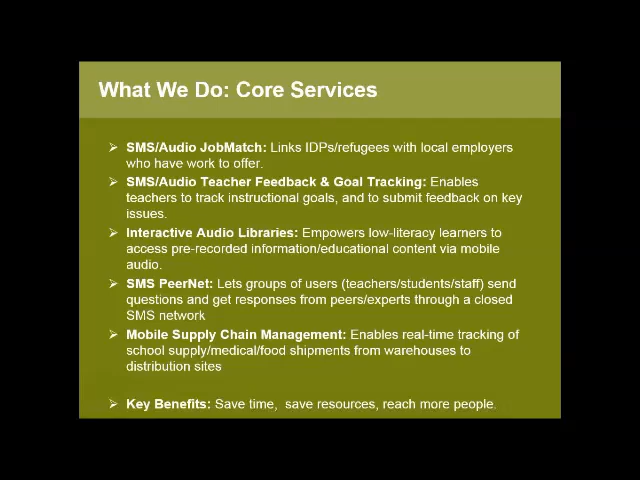 What We Do: Core Services
SMS/Audio JobMatch: Links IDPs/refugees with local employers
who have work to offer.
SMS/Audio Teacher Feedback & Goal Tracking: Enables
teachers to track instructional goals, and to submit feedback on key
issues.
Interactive Audio Libraries: Empowers low-literacy learners to
access pre-recorded information/educational content via mobile
audio.
SMS PeerNet: Lets groups of users (teachers/students/staff) send
questions and get responses from peers/experts through a closed
SMS network
Mobile Supply Chain Management: Enables real-time tracking of
school supply/medical/food shipments from warehouses to
distribution sites
Key Benefits: Save time,  save resources, reach more people.